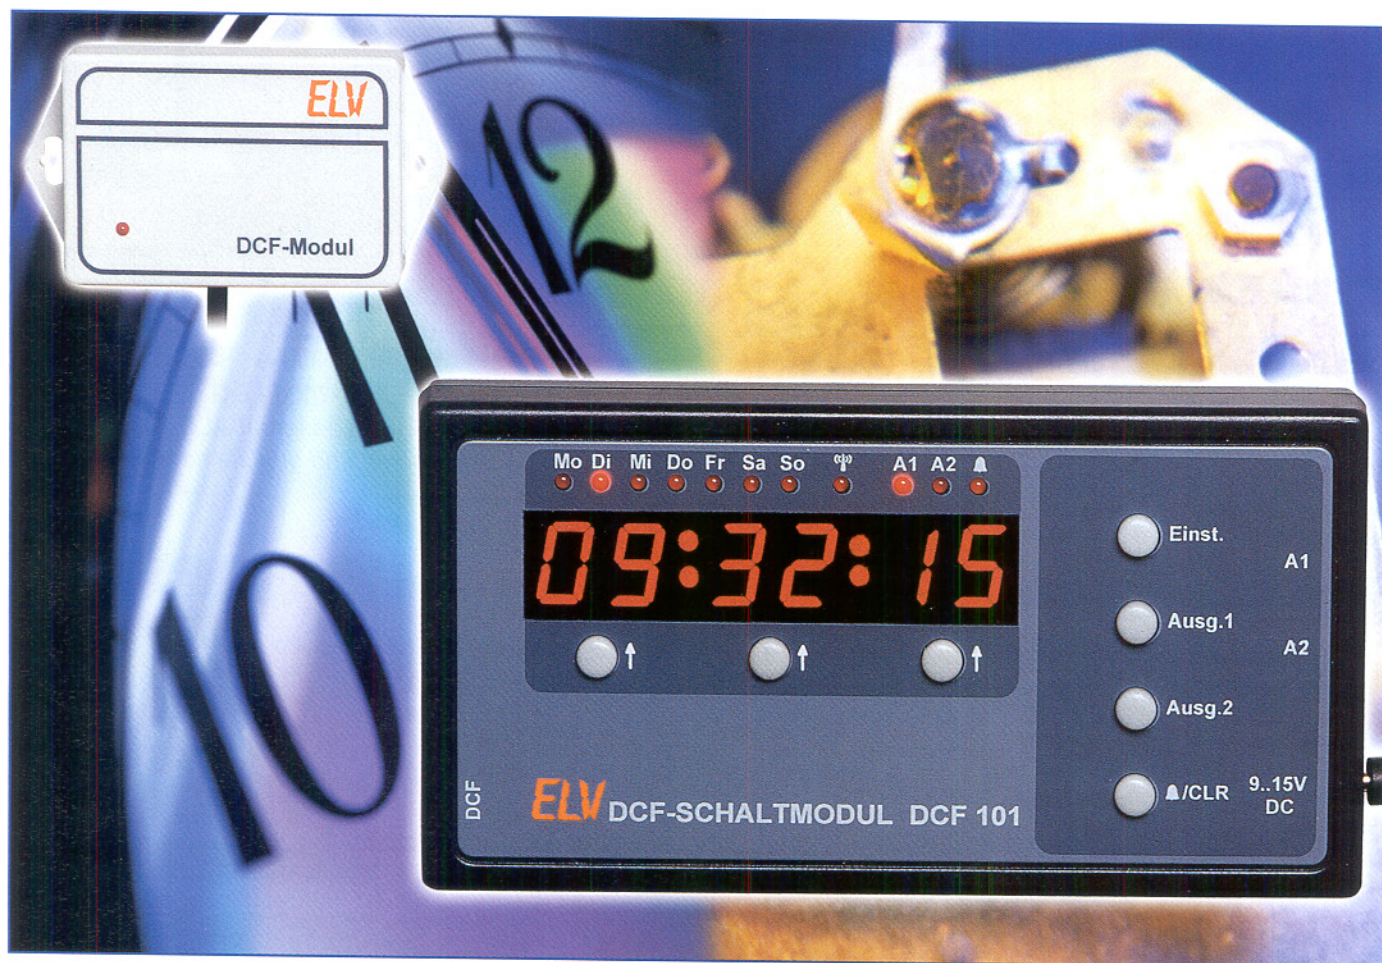 ELV
DCF-Modul
12
11
10
Mo Di Mi Do Fr Sa So A1 A2
09:32:15
Einst.
A1
Ausg.1
A2
Ausg.2
/CLR
9..15V
DC
DCF
ELV DCF-SCHALTMODUL DCF 101